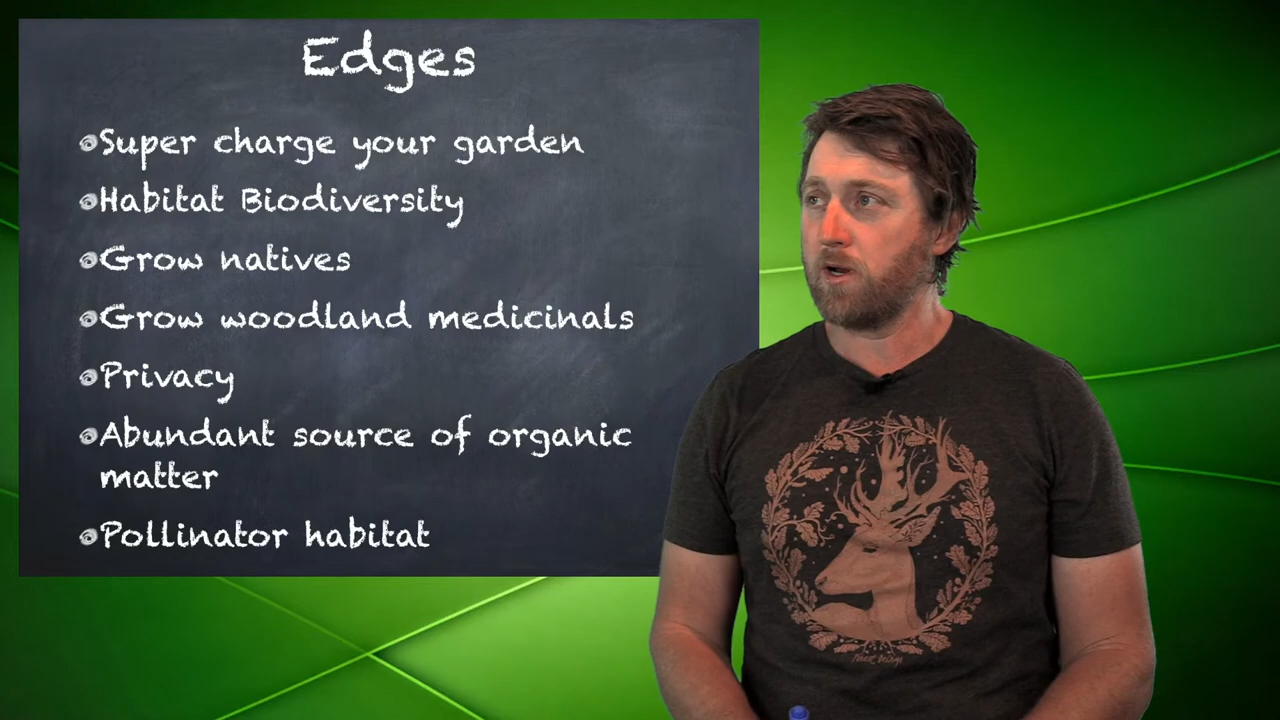 Edges
Super charge your garden
Habitat Biodiversity
Grow natives
Grow woodland medicinals
Privacy
Abundant source of organic
matter
Pollinator habitat